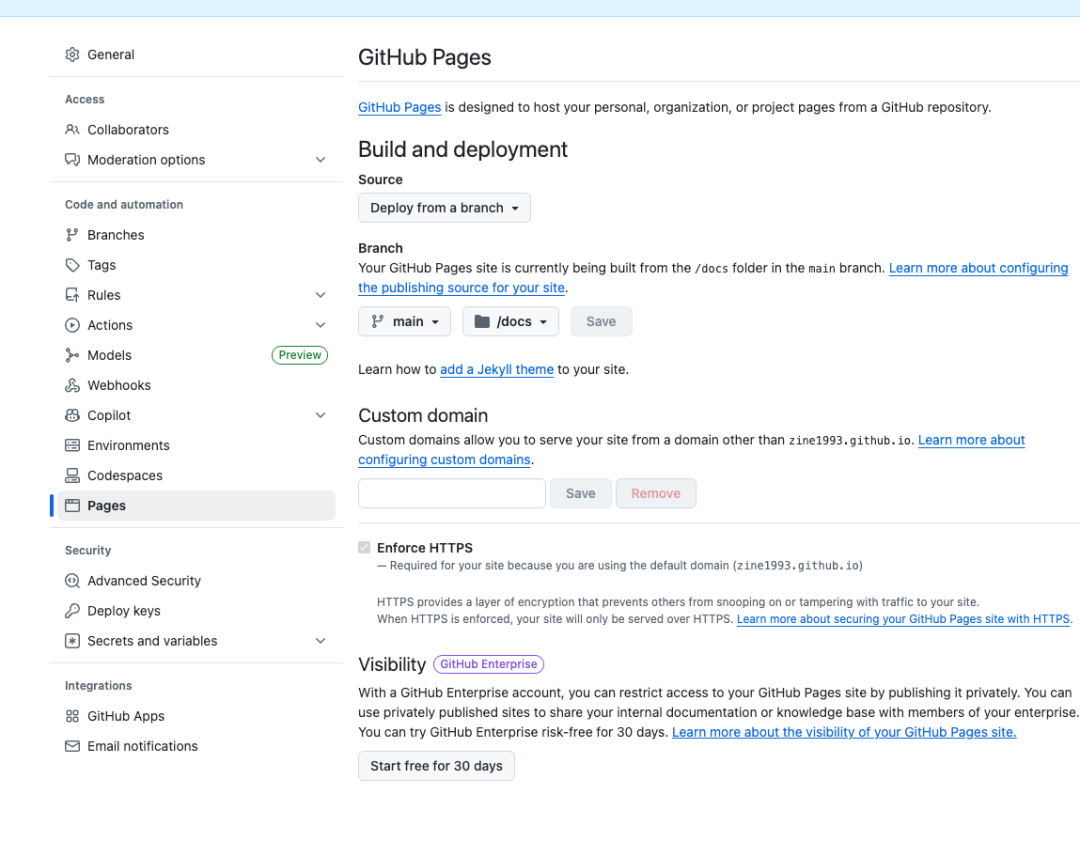 General
Access
Collaborators
Moderation options
Code and automation
Branches
Tags
Rules
Actions
Models Preview
Webhooks
Copilot
Environments
Codespaces
Pages
Security
Advanced Security
Deploy keys
Secrets and variables
Integrations
GitHub Apps
Email notifications
GitHub Pages
GitHub Pages is designed to host your personal, organization, or project pages from a GitHub repository.
Build and deployment
Source
Deploy from a branch
Branch
Your GitHub Pages site is currently being built from the /docs folder in the main branch. Learn more about configuring
the publishing source for your site.
main /docs Save
Learn how to add a Jekyll theme to your site.
Custom domain
Custom domains allow you to serve your site from a domain other than zine1993.github.io. Learn more about
configuring custom domains.
Save Remove
Enforce HTTPS
— Required for your site because you are using the default domain (zine1993.github.io)
HTTPS provides a layer of encryption that prevents others from snooping on or tampering with traffic to your site.
When HTTPS is enforced, your site will only be served over HTTPS. Learn more about securing your GitHub Pages site with HTTPS.
Visibility GitHub Enterprise
With a GitHub Enterprise account, you can restrict access to your GitHub Pages site by publishing it privately. You can
use privately published sites to share your internal documentation or knowledge base with members of your enterprise.
You can try GitHub Enterprise risk-free for 30 days. Learn more about the visibility of your GitHub Pages site.
Start free for 30 days